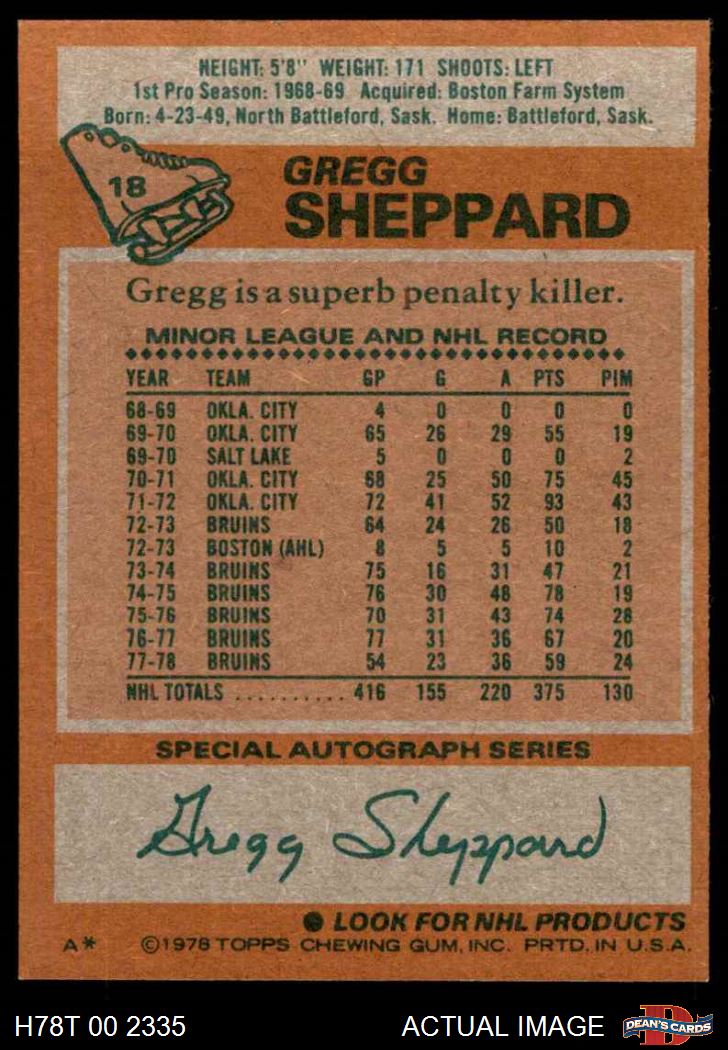 HEIGHT: 5'8" WEIGHT: 171 SHOOTS: LEFT
1st Pro Season: 1968-69 Acquired: Boston Farm System
Born: 4-23-49, North Battleford, Sask. Home: Battleford, Sask.
18
GREGG
SHEPPARD
Gregg is a superb penalty killer.
MINOR LEAGUE AND NHL RECORD
YEAR TEAM GP G A PTS PIM
68-69 OKLA. CITY 4 0 0 0 0
69-70 OKLA. CITY 65 26 29 55 19
69-70 SALT LAKE 5 0 0 0 2
70-71 OKLA. CITY 68 25 50 75 45
71-72 OKLA. CITY 72 41 52 93 43
72-73 BRUINS 64 24 26 50 18
72-73 BOSTON (AHL) 8 5 5 10 2
73-74 BRUINS 75 16 31 47 21
74-75 BRUINS 76 30 48 78 19
75-76 BRUINS 70 31 43 74 28
76-77 BRUINS 77 31 36 67 20
77-78 BRUINS 54 23 36 59 24
NHL TOTALS .......... 416 155 220 375 130
SPECIAL AUTOGRAPH SERIES
Gregg Sheppard
● LOOK FOR NHL PRODUCTS
A* ©1978 TOPPS CHEWING GUM, INC. PRTD. IN U.S.A.
H78T 00 2335 ACTUAL IMAGE
D
DEAN'S CARDS